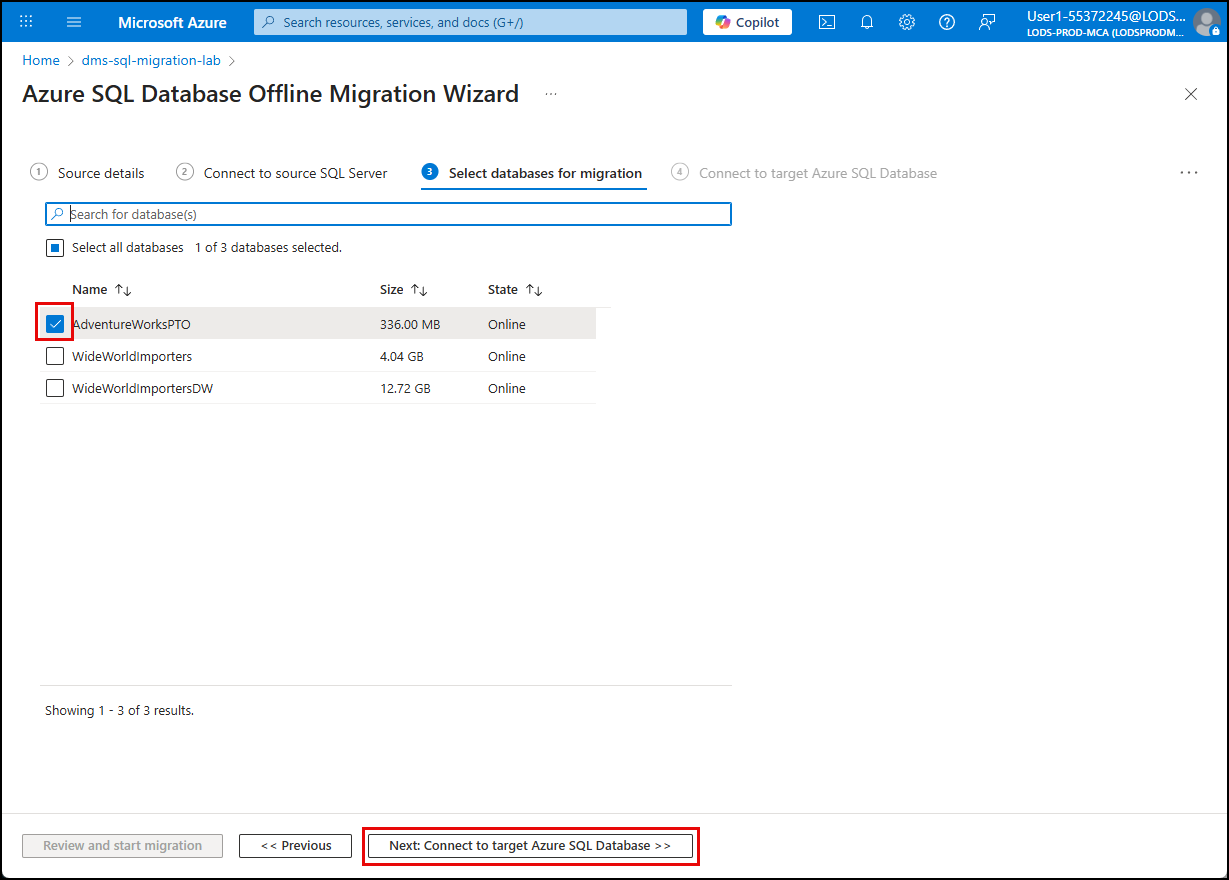 Microsoft Azure
Search resources, services, and docs (G+/)
Copilot
User1-55372245@LODS...
LODS-PROD-MCA (LODSPRODM...
Home > dms-sql-migration-lab >
Azure SQL Database Offline Migration Wizard ...
1 Source details
2 Connect to source SQL Server
3 Select databases for migration
4 Connect to target Azure SQL Database
...
Search for database(s)
Select all databases 1 of 3 databases selected.
Name ↑↓ Size ↑↓ State ↑↓
AdventureWorksPTO 336.00 MB Online
WideWorldImporters 4.04 GB Online
WideWorldImportersDW 12.72 GB Online
Showing 1 - 3 of 3 results.
Review and start migration
<< Previous
Next: Connect to target Azure SQL Database >>